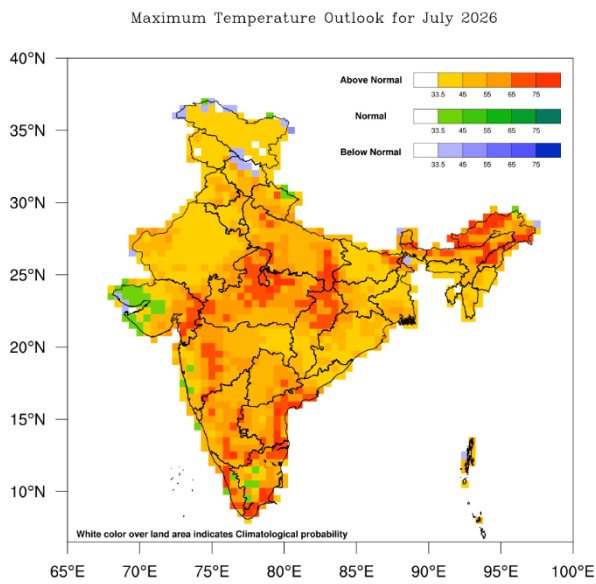 Maximum Temperature Outlook for July 2026
40°N
35°N
30°N
25°N
20°N
15°N
10°N
Above Normal
33.5 45 55 65 75
Normal
33.5 45 55 65 75
Below Normal
33.5 45 55 65 75
White color over land area indicates Climatological probability
65°E 70°E 75°E 80°E 85°E 90°E 95°E 100°E